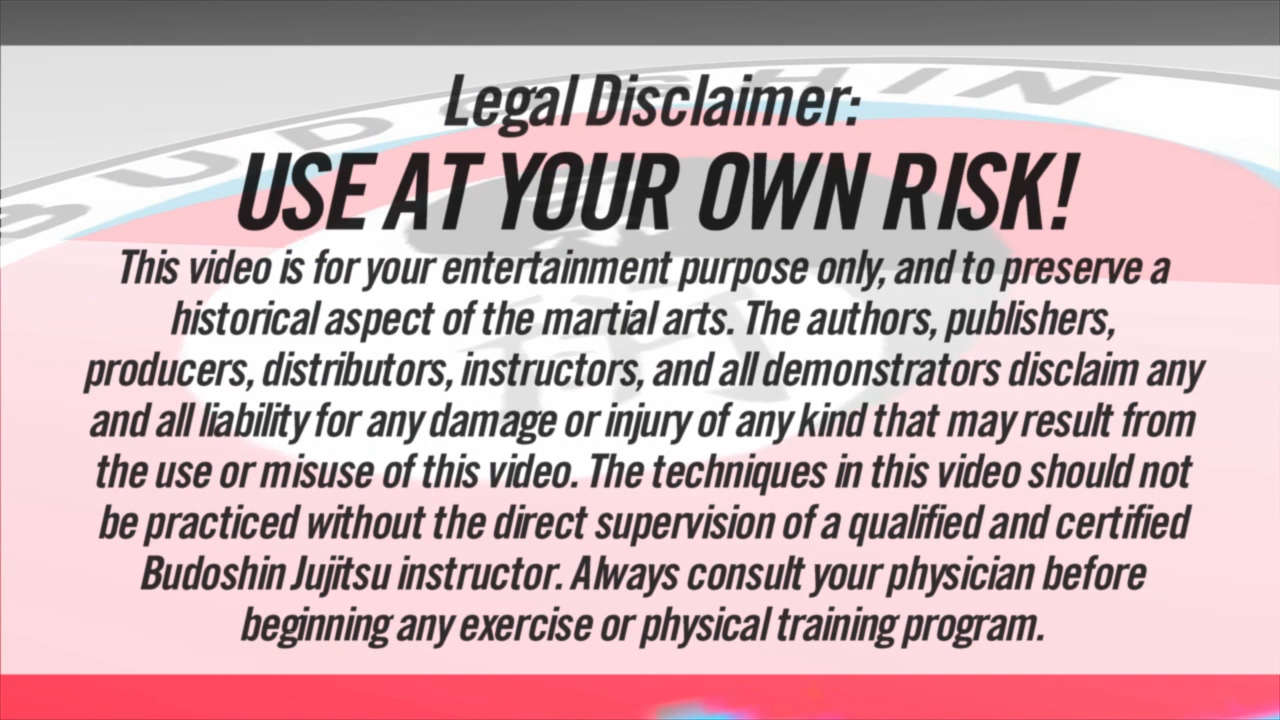 BUDOSHIN
Legal Disclaimer:
USE AT YOUR OWN RISK!
This video is for your entertainment purpose only, and to preserve a
historical aspect of the martial arts. The authors, publishers,
producers, distributors, instructors, and all demonstrators disclaim any
and all liability for any damage or injury of any kind that may result from
the use or misuse of this video. The techniques in this video should not
be practiced without the direct supervision of a qualified and certified
Budoshin Jujitsu instructor. Always consult your physician before
beginning any exercise or physical training program.